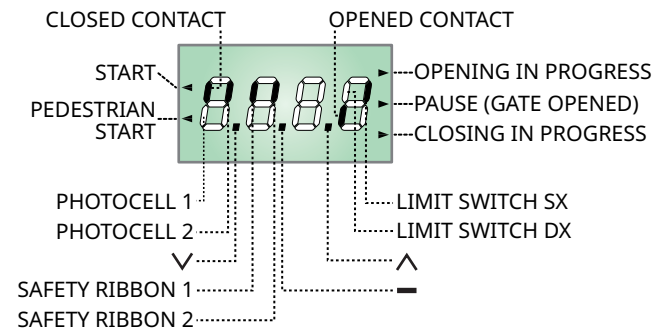 CLOSED CONTACT
OPENED CONTACT
START
OPENING IN PROGRESS
PEDESTRIAN
START
PAUSE (GATE OPENED)
CLOSING IN PROGRESS
PHOTOCELL 1
LIMIT SWITCH SX
PHOTOCELL 2
LIMIT SWITCH DX
SAFETY RIBBON 1
SAFETY RIBBON 2